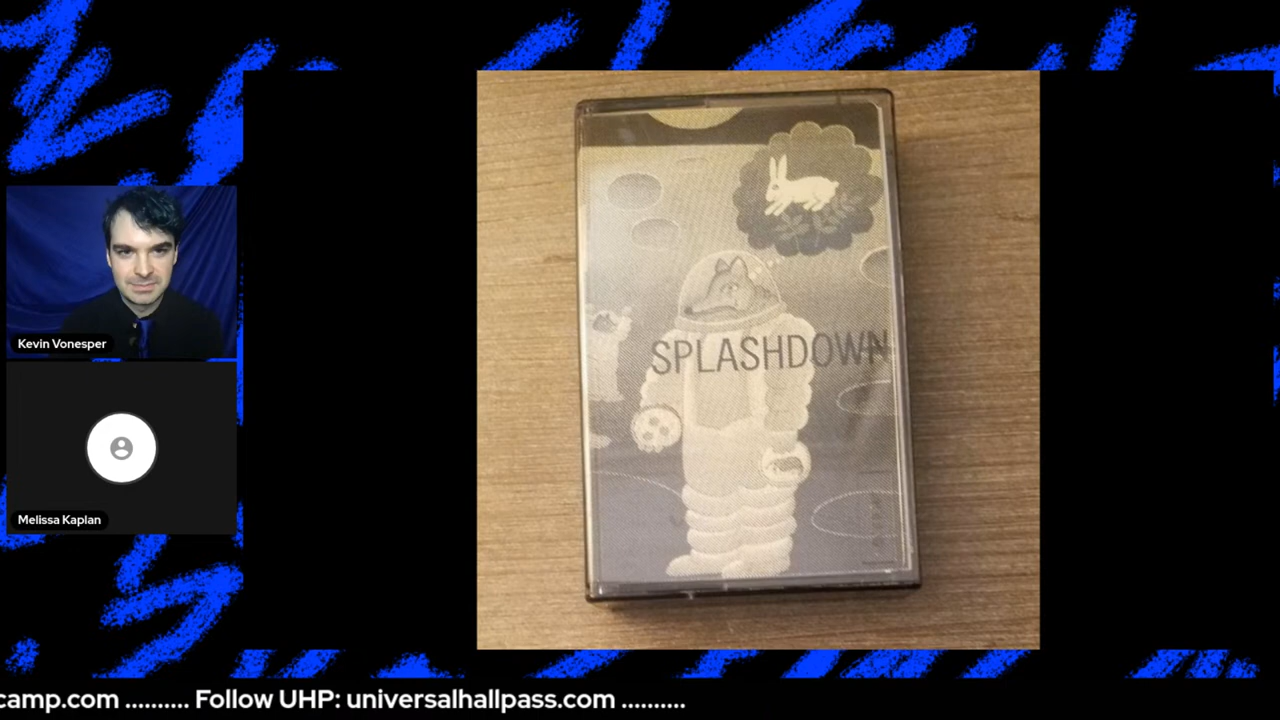 SPLASHDOWN
Kevin Vonesper
Melissa Kaplan
camp.com .......... Follow UHP: universalhallpass.com ..........